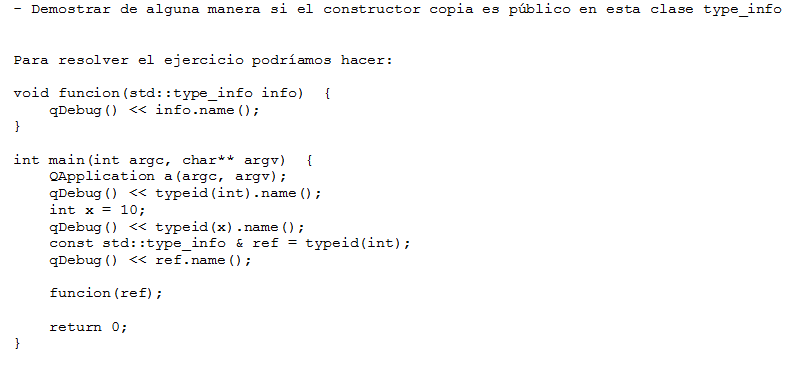 - Demostrar de alguna manera si el constructor copia es público en esta clase type_info
Para resolver el ejercicio podríamos hacer:
void funcion(std::type_info info)  {
    qDebug() << info.name();
}
int main(int argc, char** argv)  {
    QApplication a(argc, argv);
    qDebug() << typeid(int).name();
    int x = 10;
    qDebug() << typeid(x).name();
    const std::type_info & ref = typeid(int);
    qDebug() << ref.name();
    funcion(ref);
    return 0;
}